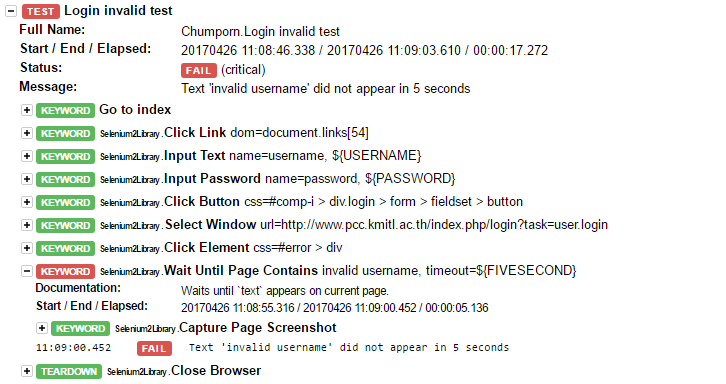 TEST Login invalid test
Full Name: Chumporn.Login invalid test
Start / End / Elapsed: 20170426 11:08:46.338 / 20170426 11:09:03.610 / 00:00:17.272
Status: FAIL (critical)
Message: Text 'invalid username' did not appear in 5 seconds
KEYWORD Go to index
KEYWORD Selenium2Library.Click Link dom=document.links[54]
KEYWORD Selenium2Library.Input Text name=username, ${USERNAME}
KEYWORD Selenium2Library.Input Password name=password, ${PASSWORD}
KEYWORD Selenium2Library.Click Button css=#comp-i > div.login > form > fieldset > button
KEYWORD Selenium2Library.Select Window url=http://www.pcc.kmitl.ac.th/index.php/login?task=user.login
KEYWORD Selenium2Library.Click Element css=#error > div
KEYWORD Selenium2Library.Wait Until Page Contains invalid username, timeout=${FIVESECOND}
Documentation: Waits until `text` appears on current page.
Start / End / Elapsed: 20170426 11:08:55.316 / 20170426 11:09:00.452 / 00:00:05.136
KEYWORD Selenium2Library.Capture Page Screenshot
11:09:00.452 FAIL Text 'invalid username' did not appear in 5 seconds
TEARDOWN Selenium2Library.Close Browser